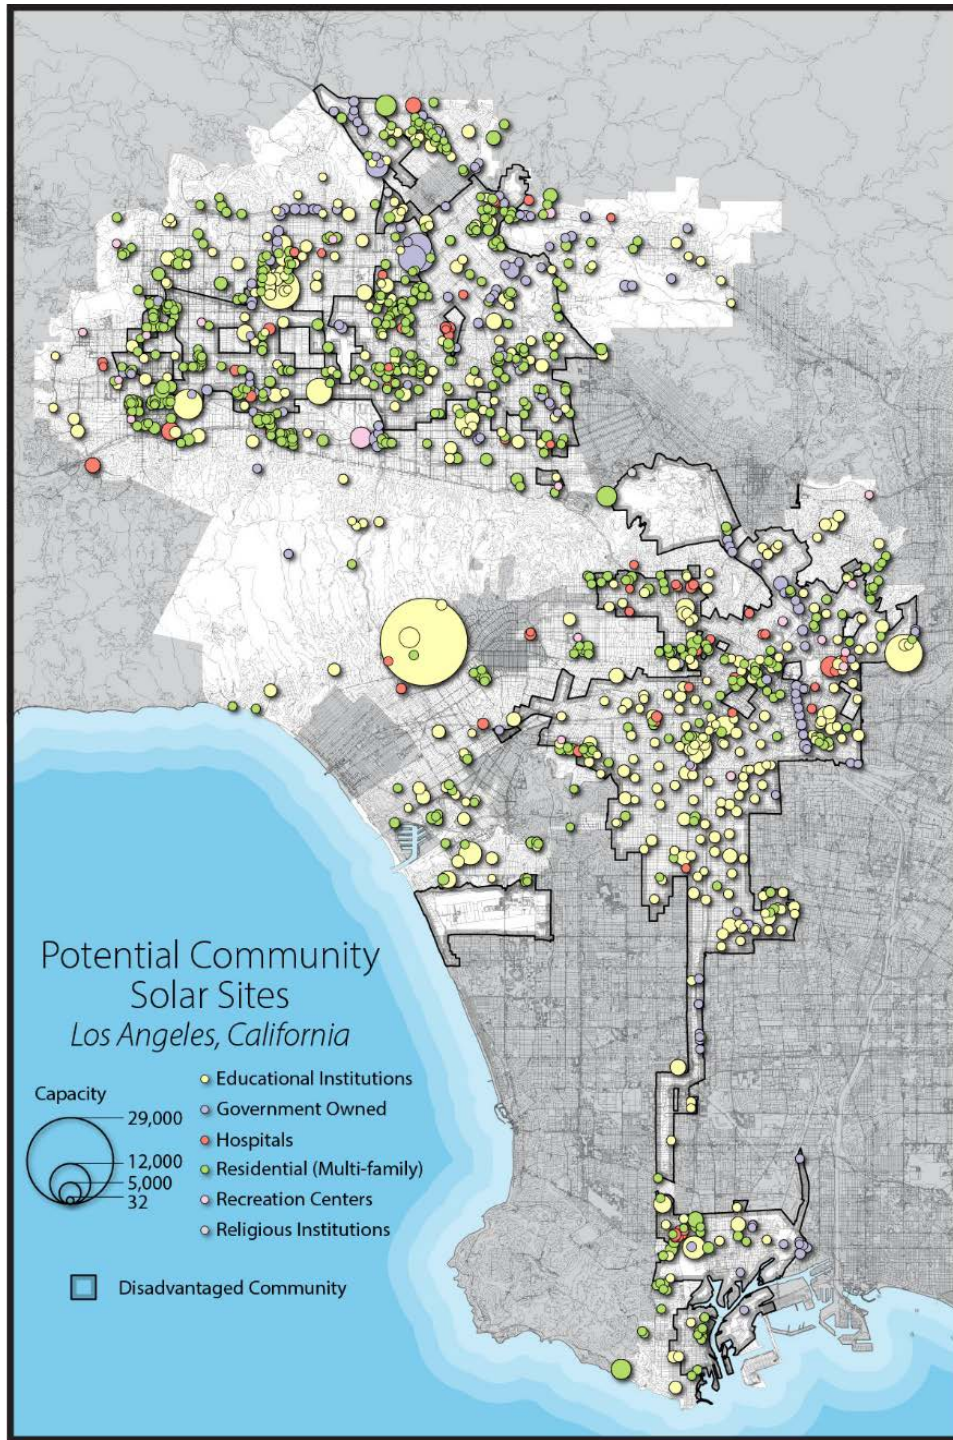 Potential Community
Solar Sites
Los Angeles, California
Capacity
29,000
12,000
5,000
32
Educational Institutions
Government Owned
Hospitals
Residential (Multi-family)
Recreation Centers
Religious Institutions
Disadvantaged Community